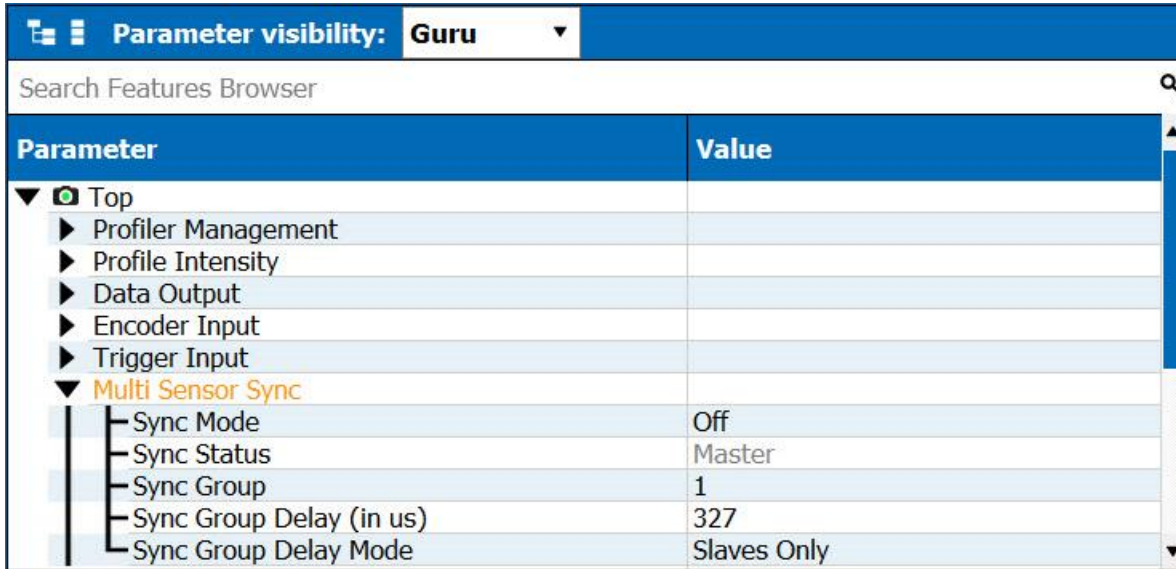 Parameter visibility: Guru
Search Features Browser
Parameter Value
Top
Profiler Management
Profile Intensity
Data Output
Encoder Input
Trigger Input
Multi Sensor Sync
Sync Mode Off
Sync Status Master
Sync Group 1
Sync Group Delay (in us) 327
Sync Group Delay Mode Slaves Only